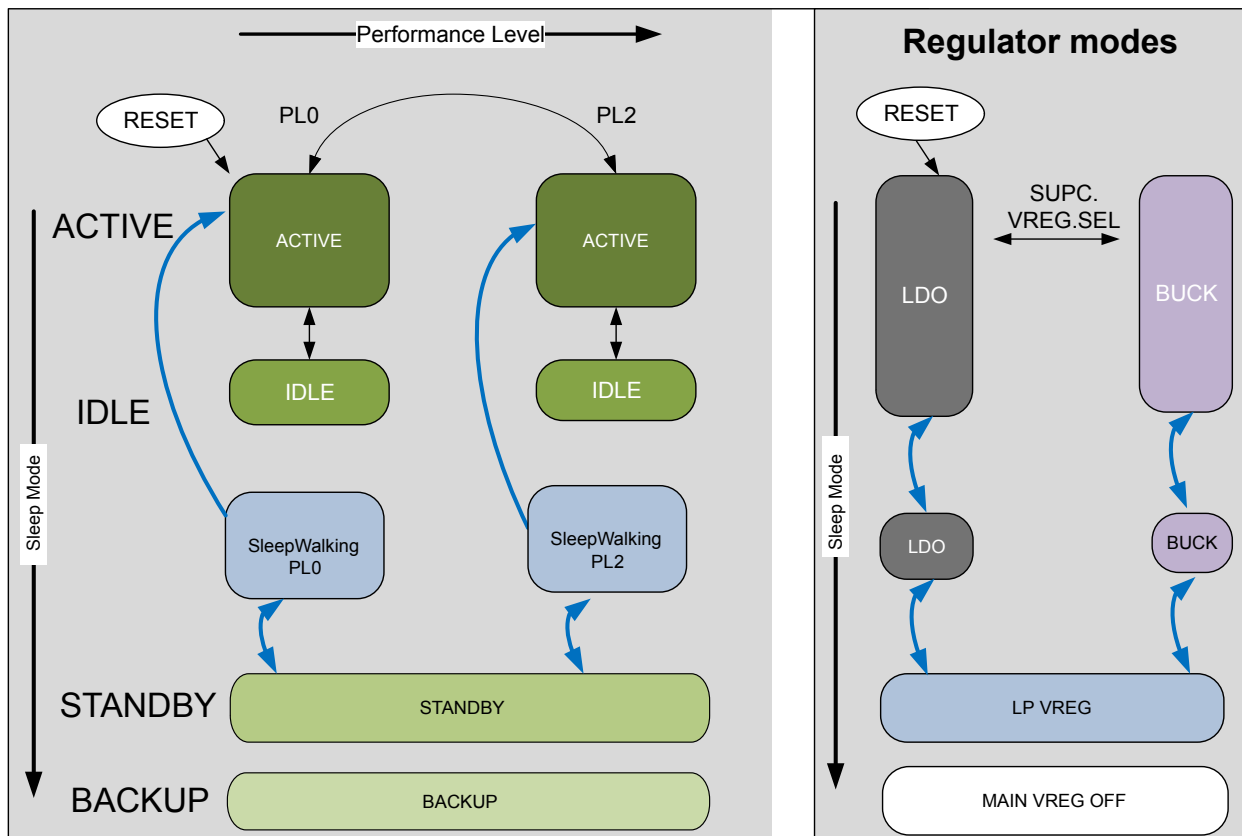 Performance Level
RESET
PL0
PL2
ACTIVE
ACTIVE
ACTIVE
IDLE
IDLE
IDLE
Sleep Mode
SleepWalking
PL0
SleepWalking
PL2
STANDBY
STANDBY
BACKUP
BACKUP
Regulator modes
RESET
SUPC.
VREG.SEL
LDO
BUCK
Sleep Mode
LDO
BUCK
LP VREG
MAIN VREG OFF